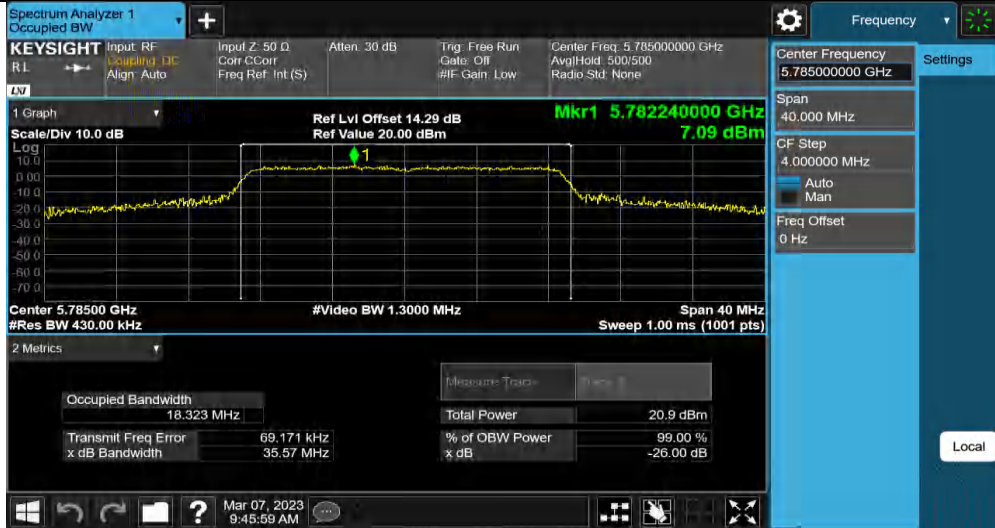 Spectrum Analyzer 1
Occupied BW
Frequency
KEYSIGHT
RL
LXI
Input: RF
Coupling: DC
Align: Auto
Input Z: 50 Ω
Corr CCorr
Freq Ref: Int (S)
Atten: 30 dB
Trig: Free Run
Gate: Off
#IF Gain: Low
Center Freq: 5.785000000 GHz
Avg|Hold: 500/500
Radio Std: None
1 Graph
Scale/Div 10.0 dB
Ref Lvl Offset 14.29 dB
Ref Value 20.00 dBm
Mkr1 5.782240000 GHz
7.09 dBm
Log
10.0
0.00
-10.0
-20.0
-30.0
-40.0
-50.0
-60.0
-70.0
1
Center 5.78500 GHz
#Video BW 1.3000 MHz
Span 40 MHz
#Res BW 430.00 kHz
Sweep 1.00 ms (1001 pts)
2 Metrics
Measure Trace
Trace 1
Occupied Bandwidth
18.323 MHz
Total Power
20.9 dBm
Transmit Freq Error
69.171 kHz
% of OBW Power
99.00 %
x dB Bandwidth
35.57 MHz
x dB
-26.00 dB
Center Frequency
5.785000000 GHz
Settings
Span
40.000 MHz
CF Step
4.000000 MHz
Auto
Man
Freq Offset
0 Hz
Local
?
Mar 07, 2023
9:45:59 AM